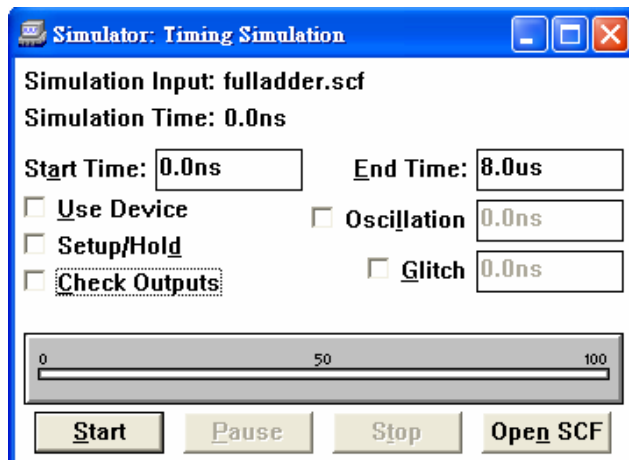 Simulator: Timing Simulation
Simulation Input: fulladder.scf
Simulation Time: 0.0ns
Start Time: 0.0ns End Time: 8.0us
Use Device
Oscillation 0.0ns
Setup/Hold
Glitch 0.0ns
Check Outputs
0 50 100
Start Pause Stop Open SCF